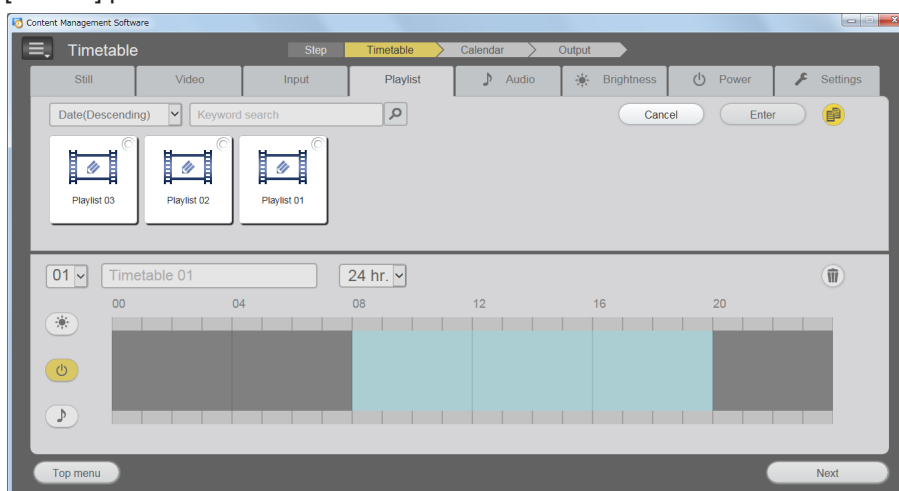 Content Management Software
Timetable
Step Timetable Calendar Output
Still Video Input Playlist Audio Brightness Power Settings
Date(Descending) Keyword search Cancel Enter
Playlist 03 Playlist 02 Playlist 01
01 Timetable 01 24 hr.
00 04 08 12 16 20
Top menu Next